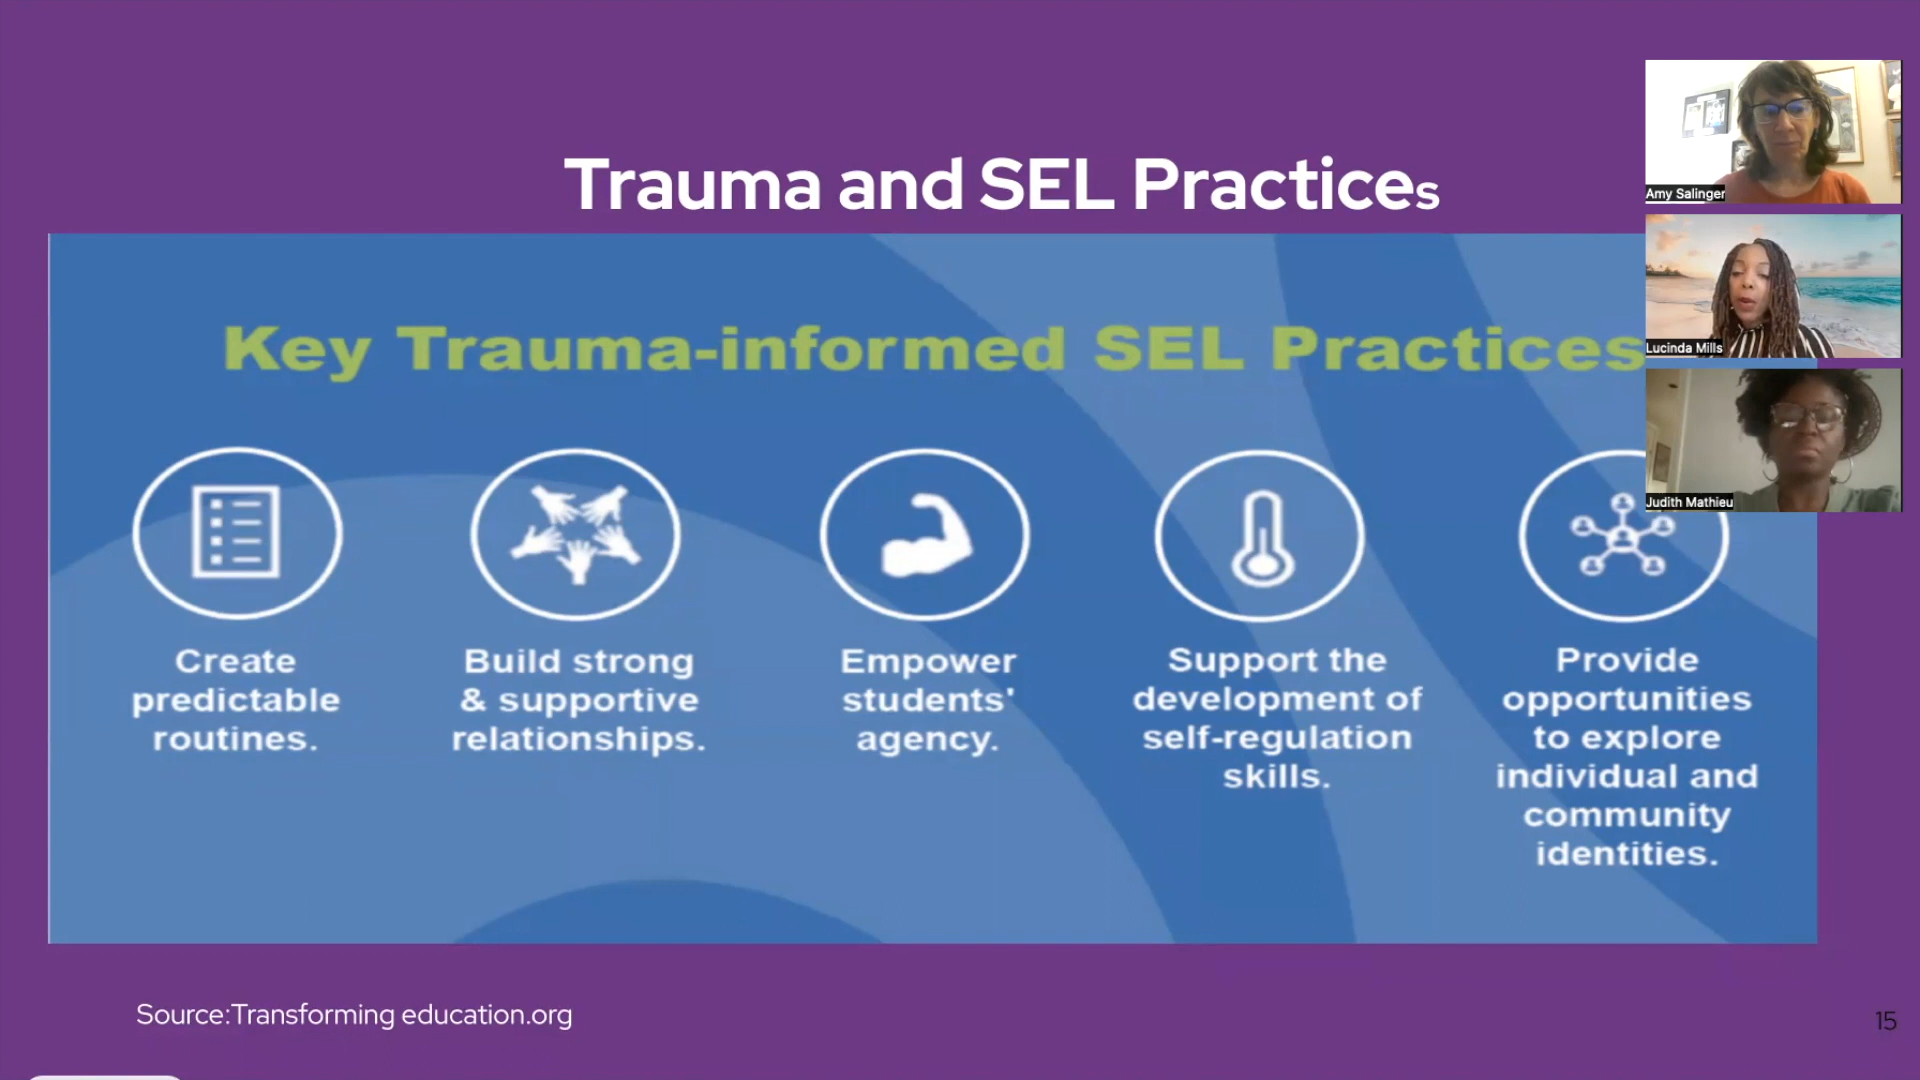 Trauma and SEL Practices
Key Trauma-informed SEL Practices
Create
predictable
routines.
Build strong
& supportive
relationships.
Empower
students'
agency.
Support the
development of
self-regulation
skills.
Provide
opportunities
to explore
individual and
community
identities.
Source:Transforming education.org
15
Amy Salinger
Lucinda Mills
Judith Mathieu